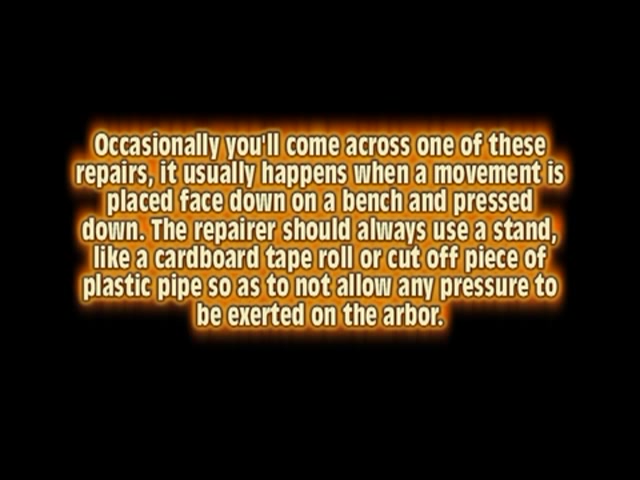 Occasionally you'll come across one of these
repairs, it usually happens when a movement is
placed face down on a bench and pressed
down. The repairer should always use a stand,
like a cardboard tape roll or cut off piece of
plastic pipe so as to not allow any pressure to
be exerted on the arbor.